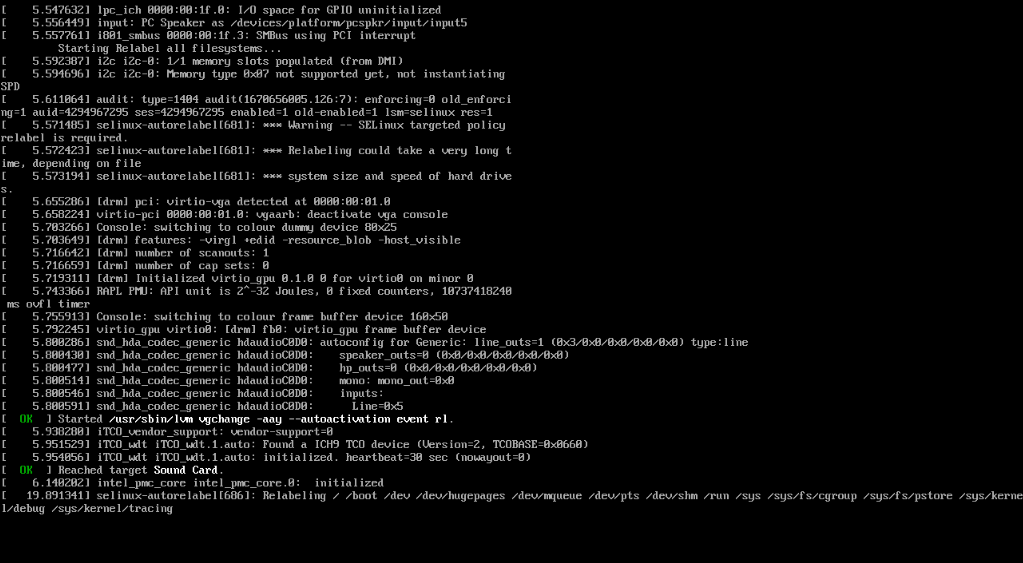 [    5.547632] lpc_ich 0000:00:1f.0: I/O space for GPIO uninitialized
[    5.556449] input: PC Speaker as /devices/platform/pcspkr/input/input5
[    5.557761] i801_smbus 0000:00:1f.3: SMBus using PCI interrupt
         Starting Relabel all filesystems...
[    5.592387] i2c i2c-0: 1/1 memory slots populated (from DMI)
[    5.594696] i2c i2c-0: Memory type 0x07 not supported yet, not instantiating
SPD
[    5.611064] audit: type=1404 audit(1670656005.126:7): enforcing=0 old_enforci
ng=1 auid=4294967295 ses=4294967295 enabled=1 old-enabled=1 lsm=selinux res=1
[    5.571485] selinux-autorelabel[681]: *** Warning -- SELinux targeted policy
relabel is required.
[    5.572423] selinux-autorelabel[681]: *** Relabeling could take a very long t
ime, depending on file
[    5.573194] selinux-autorelabel[681]: *** system size and speed of hard drive
s.
[    5.655286] [drm] pci: virtio-vga detected at 0000:00:01.0
[    5.658224] virtio-pci 0000:00:01.0: vgaarb: deactivate vga console
[    5.703266] Console: switching to colour dummy device 80x25
[    5.703649] [drm] features: -virgl +edid -resource_blob -host_visible
[    5.716642] [drm] number of scanouts: 1
[    5.716659] [drm] number of cap sets: 0
[    5.719311] [drm] Initialized virtio_gpu 0.1.0 0 for virtio0 on minor 0
[    5.743366] RAPL PMU: API unit is 2^-32 Joules, 0 fixed counters, 10737418240
 ms ovfl timer
[    5.755913] Console: switching to colour frame buffer device 160x50
[    5.792245] virtio_gpu virtio0: [drm] fb0: virtio_gpu frame buffer device
[    5.800286] snd_hda_codec_generic hdaudioC0D0: autoconfig for Generic: line_outs=1 (0x3/0x0/0x0/0x0/0x0) type:line
[    5.800430] snd_hda_codec_generic hdaudioC0D0:    speaker_outs=0 (0x0/0x0/0x0/0x0/0x0)
[    5.800477] snd_hda_codec_generic hdaudioC0D0:    hp_outs=0 (0x0/0x0/0x0/0x0/0x0)
[    5.800514] snd_hda_codec_generic hdaudioC0D0:    mono: mono_out=0x0
[    5.800546] snd_hda_codec_generic hdaudioC0D0:    inputs:
[    5.800591] snd_hda_codec_generic hdaudioC0D0:      Line=0x5
[  OK  ] Started /usr/sbin/lvm vgchange -aay --autoactivation event rl.
[    5.938280] iTCO_vendor_support: vendor-support=0
[    5.951529] iTCO_wdt iTCO_wdt.1.auto: Found a ICH9 TCO device (Version=2, TCOBASE=0x0660)
[    5.954056] iTCO_wdt iTCO_wdt.1.auto: initialized. heartbeat=30 sec (nowayout=0)
[  OK  ] Reached target Sound Card.
[    6.140202] intel_pmc_core intel_pmc_core.0:  initialized
[   19.891341] selinux-autorelabel[686]: Relabeling / /boot /dev /dev/hugepages /dev/mqueue /dev/pts /dev/shm /run /sys /sys/fs/cgroup /sys/fs/pstore /sys/kerne
l/debug /sys/kernel/tracing